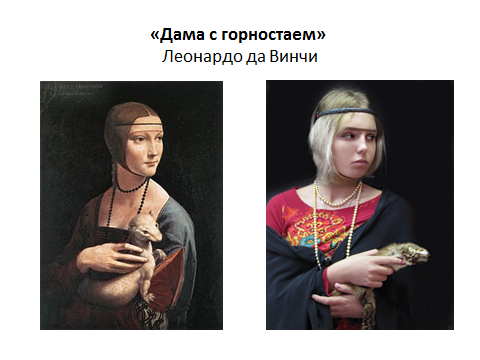 «Дама с горностаем»
Леонардо да Винчи